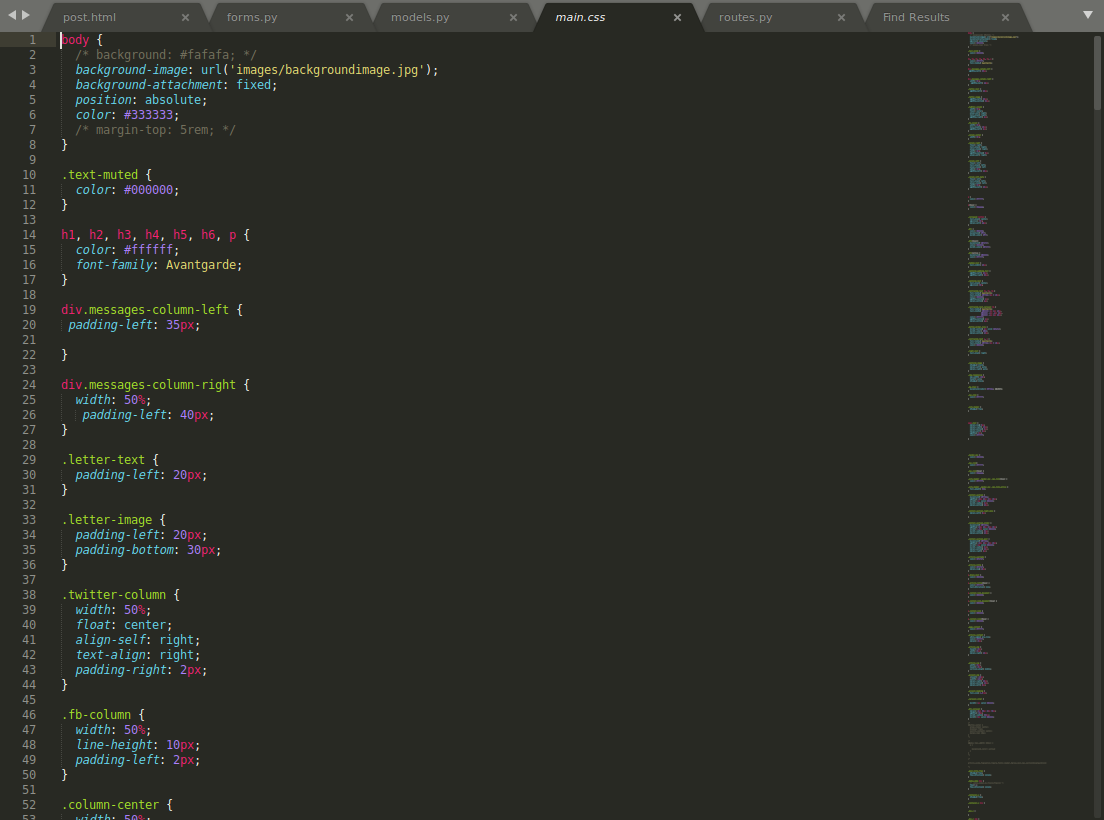 post.html × forms.py × models.py × main.css × routes.py × Find Results ×
1 body {
2 /* background: #fafafa; */
3 background-image: url('images/backgroundimage.jpg');
4 background-attachment: fixed;
5 position: absolute;
6 color: #333333;
7 /* margin-top: 5rem; */
8 }
9
10 .text-muted {
11 color: #000000;
12 }
13
14 h1, h2, h3, h4, h5, h6, p {
15 color: #ffffff;
16 font-family: Avantgarde;
17 }
18
19 div.messages-column-left {
20 padding-left: 35px;
21
22 }
23
24 div.messages-column-right {
25 width: 50%;
26 padding-left: 40px;
27 }
28
29 .letter-text {
30 padding-left: 20px;
31 }
32
33 .letter-image {
34 padding-left: 20px;
35 padding-bottom: 30px;
36 }
37
38 .twitter-column {
39 width: 50%;
40 float: center;
41 align-self: right;
42 text-align: right;
43 padding-right: 2px;
44 }
45
46 .fb-column {
47 width: 50%;
48 line-height: 10px;
49 padding-left: 2px;
50 }
51
52 .column-center {
53 width: 50%;